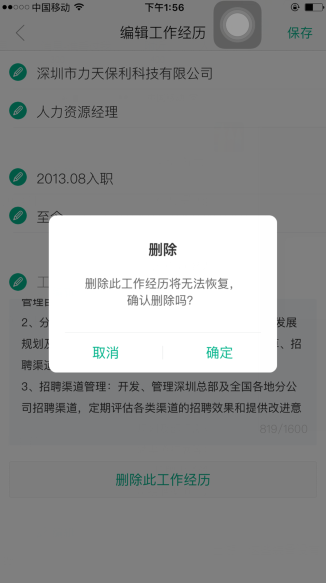 中国移动 下午1:56
编辑工作经历 保存
深圳市力天保利科技有限公司
人力资源经理
2013.08入职
至今
删除
删除此工作经历将无法恢复，
确认删除吗？
取消 确定
工
管理
2、分 发展
规划及 、招
聘渠道
3、招聘渠道管理：开发、管理深圳总部及全国各地分公
司招聘渠道，定期评估各类渠道的招聘效果和提供改进意
819/1600
删除此工作经历